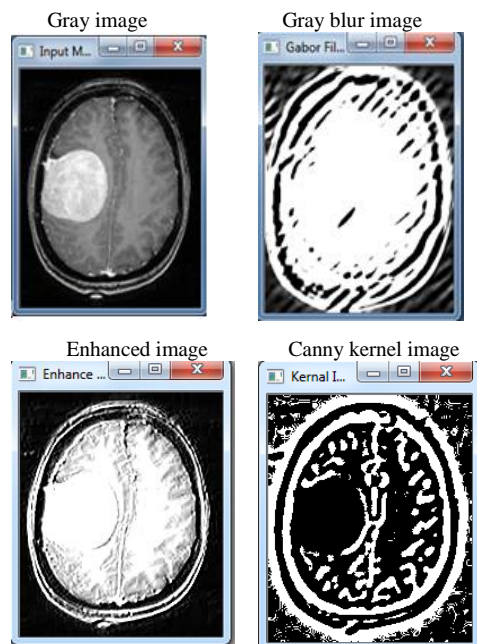 Gray image
Gray blur image
Input M...
Gabor Fil...
Enhanced image
Canny kernel image
Enhance ...
Kernal I...